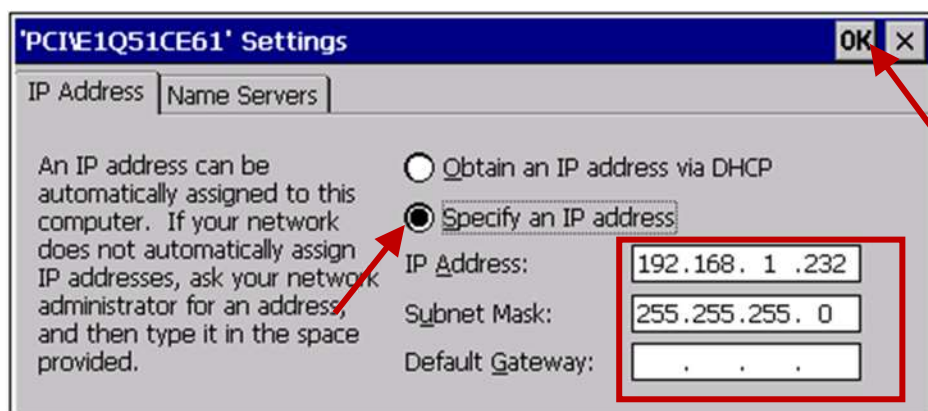 'PCI\E1Q51CE61' Settings OK ×
IP Address Name Servers
An IP address can be
automatically assigned to this
computer. If your network
does not automatically assign
IP addresses, ask your network
administrator for an address,
and then type it in the space
provided.
Obtain an IP address via DHCP
Specify an IP address
IP Address: 192.168. 1 .232
Subnet Mask: 255.255.255. 0
Default Gateway: . . .